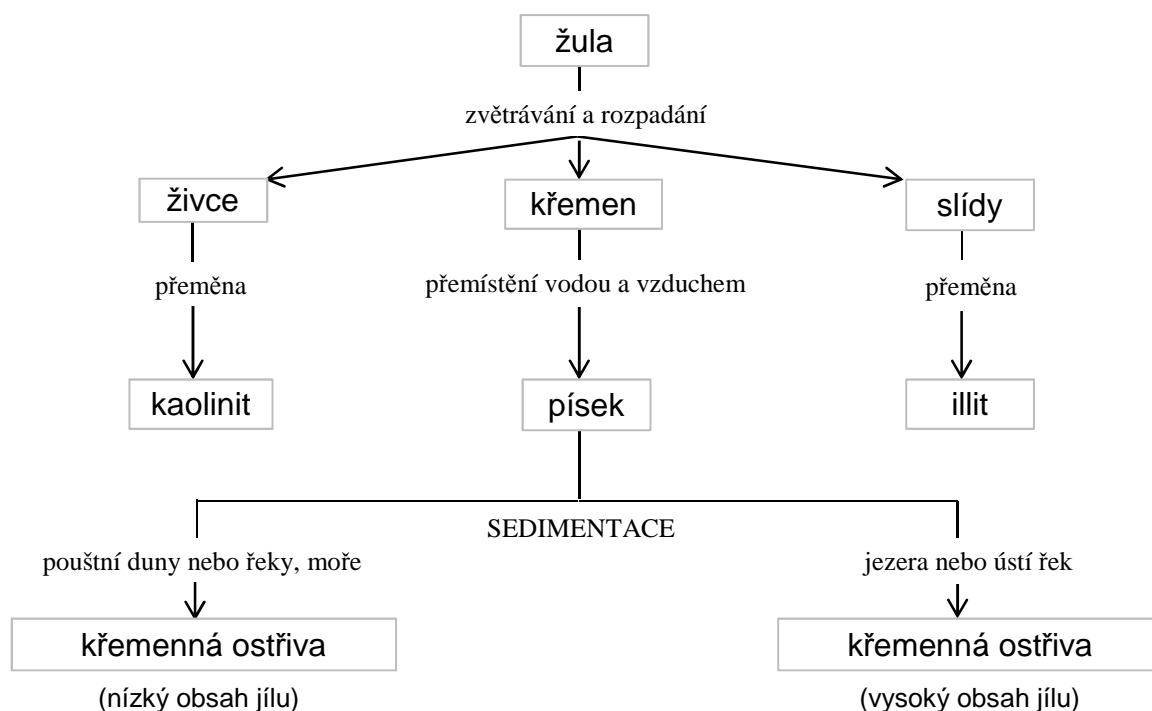 žula
zvětrávání a rozpadání
živce
křemen
slídy
přeměna
přemístění vodou a vzduchem
přeměna
kaolinit
písek
illit
SEDIMENTACE
pouštní duny nebo řeky, moře
jezera nebo ústí řek
křemenná ostřiva
křemenná ostřiva
(nízký obsah jílu)
(vysoký obsah jílu)